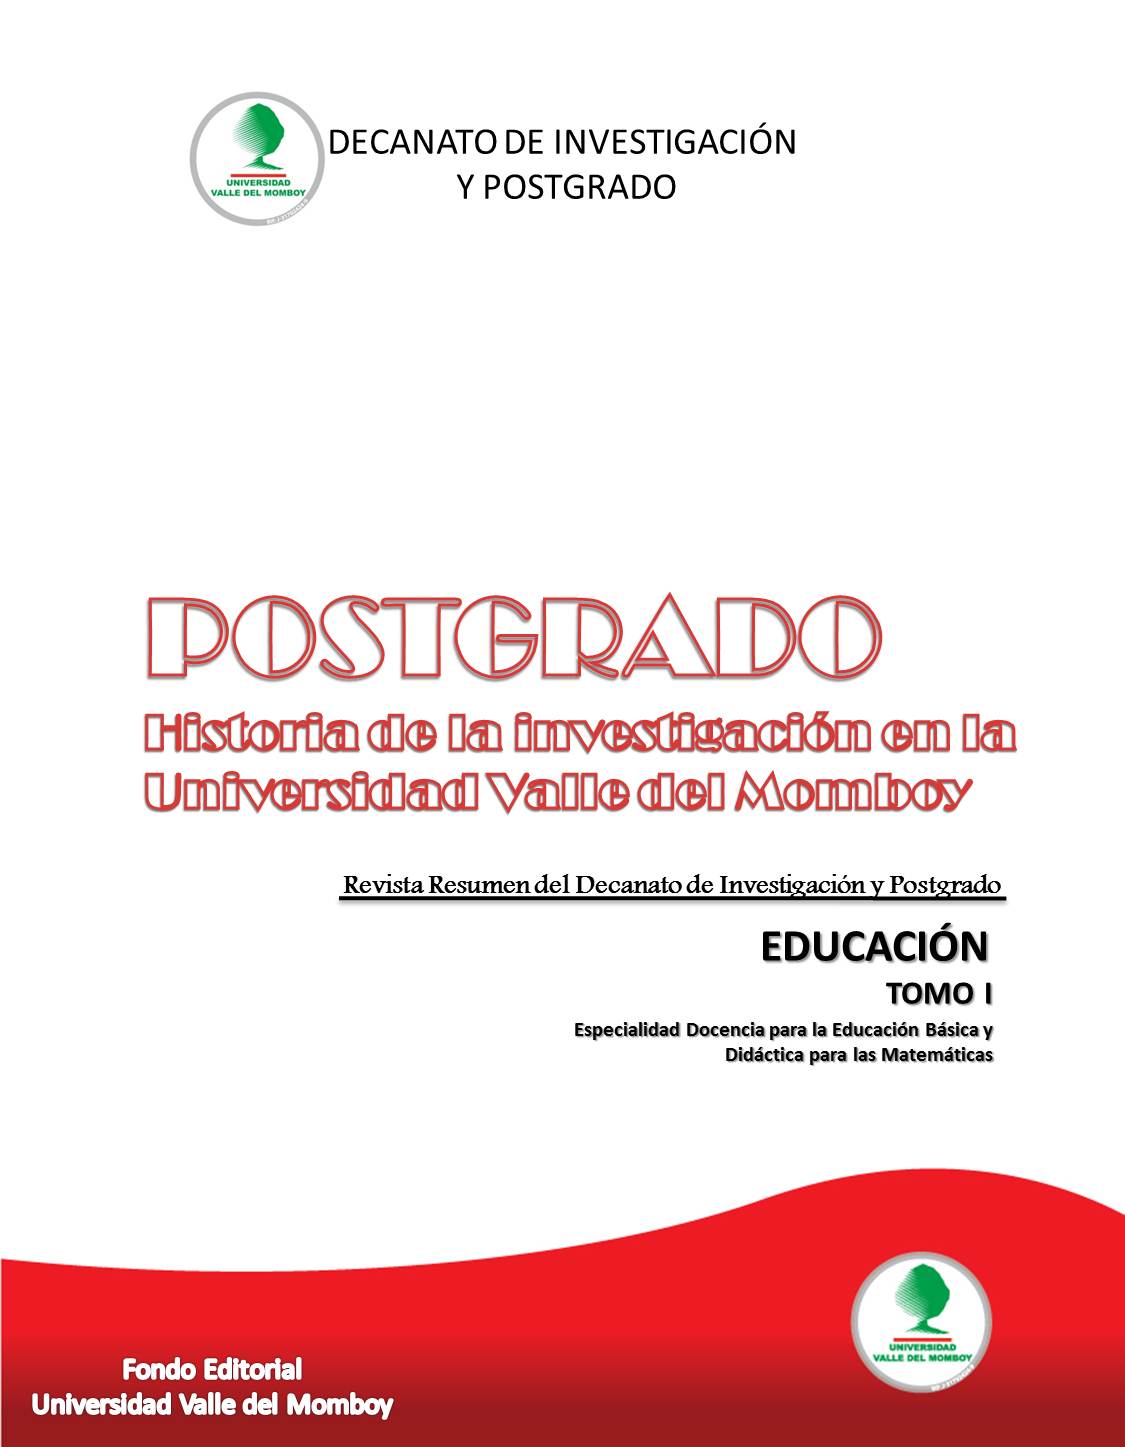 DECANATO DE INVESTIGACIÓN
Y POSTGRADO
UNIVERSIDAD
VALLE DEL MOMBOY
POSTGRADO
Historia de la investigación en la
Universidad Valle del Momboy
Revista Resumen del Decanato de Investigación y Postgrado
EDUCACIÓN
TOMO I
Especialidad Docencia para la Educación Básica y
Didáctica para las Matemáticas
UNIVERSIDAD
VALLE DEL MOMBOY
Fondo Editorial
Universidad Valle del Momboy